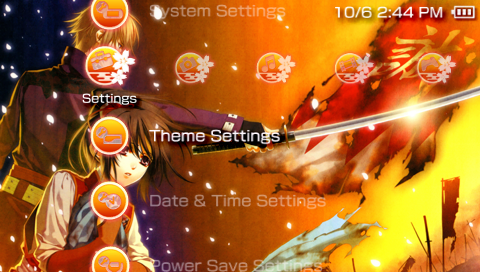 System Settings
10/6 2:44 PM
Settings
Theme Settings
Date & Time Settings
Power Save Settings